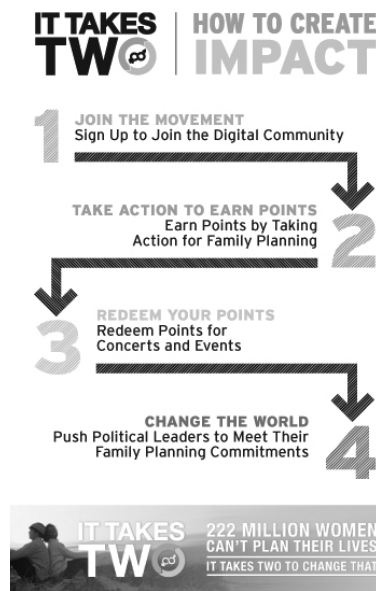 IT TAKES
TWO
HOW TO CREATE
IMPACT
1
JOIN THE MOVEMENT
Sign Up to Join the Digital Community
TAKE ACTION TO EARN POINTS
Earn Points by Taking
Action for Family Planning
2
3
REDEEM YOUR POINTS
Redeem Points for
Concerts and Events
CHANGE THE WORLD
Push Political Leaders to Meet Their
Family Planning Commitments
4
IT TAKES
TWO
222 MILLION WOMEN
CAN'T PLAN THEIR LIVES
IT TAKES TWO TO CHANGE THAT